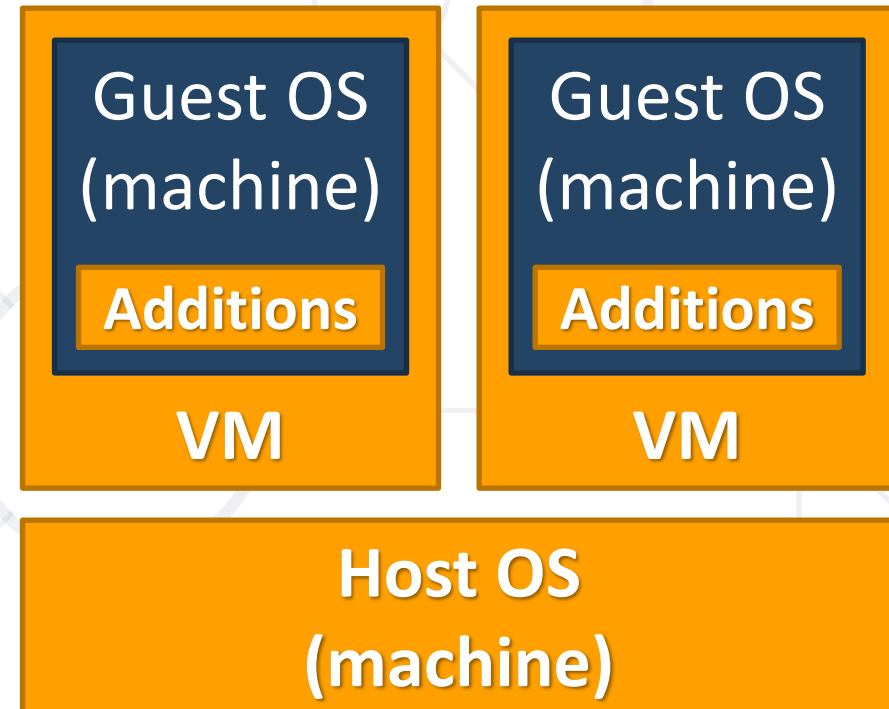 Guest OS
(machine)
Additions
VM
Guest OS
(machine)
Additions
VM
Host OS
(machine)